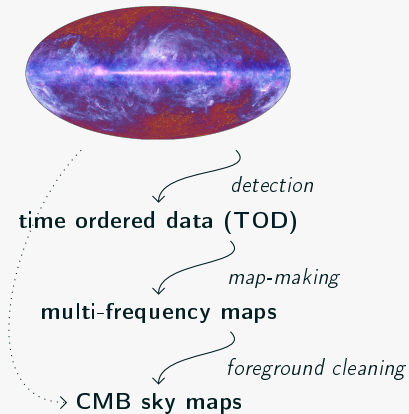 detection
time ordered data (TOD)
map-making
multi-frequency maps
foreground cleaning
CMB sky maps